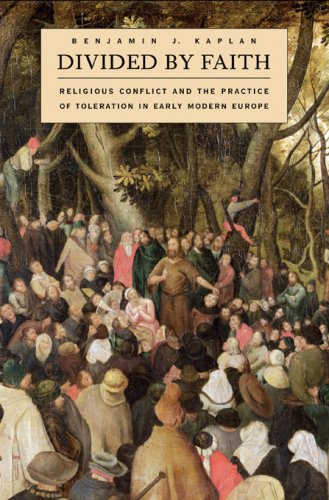 BENJAMIN J. KAPLAN
DIVIDED BY FAITH
RELIGIOUS CONFLICT AND THE PRACTICE
OF TOLERATION IN EARLY MODERN EUROPE